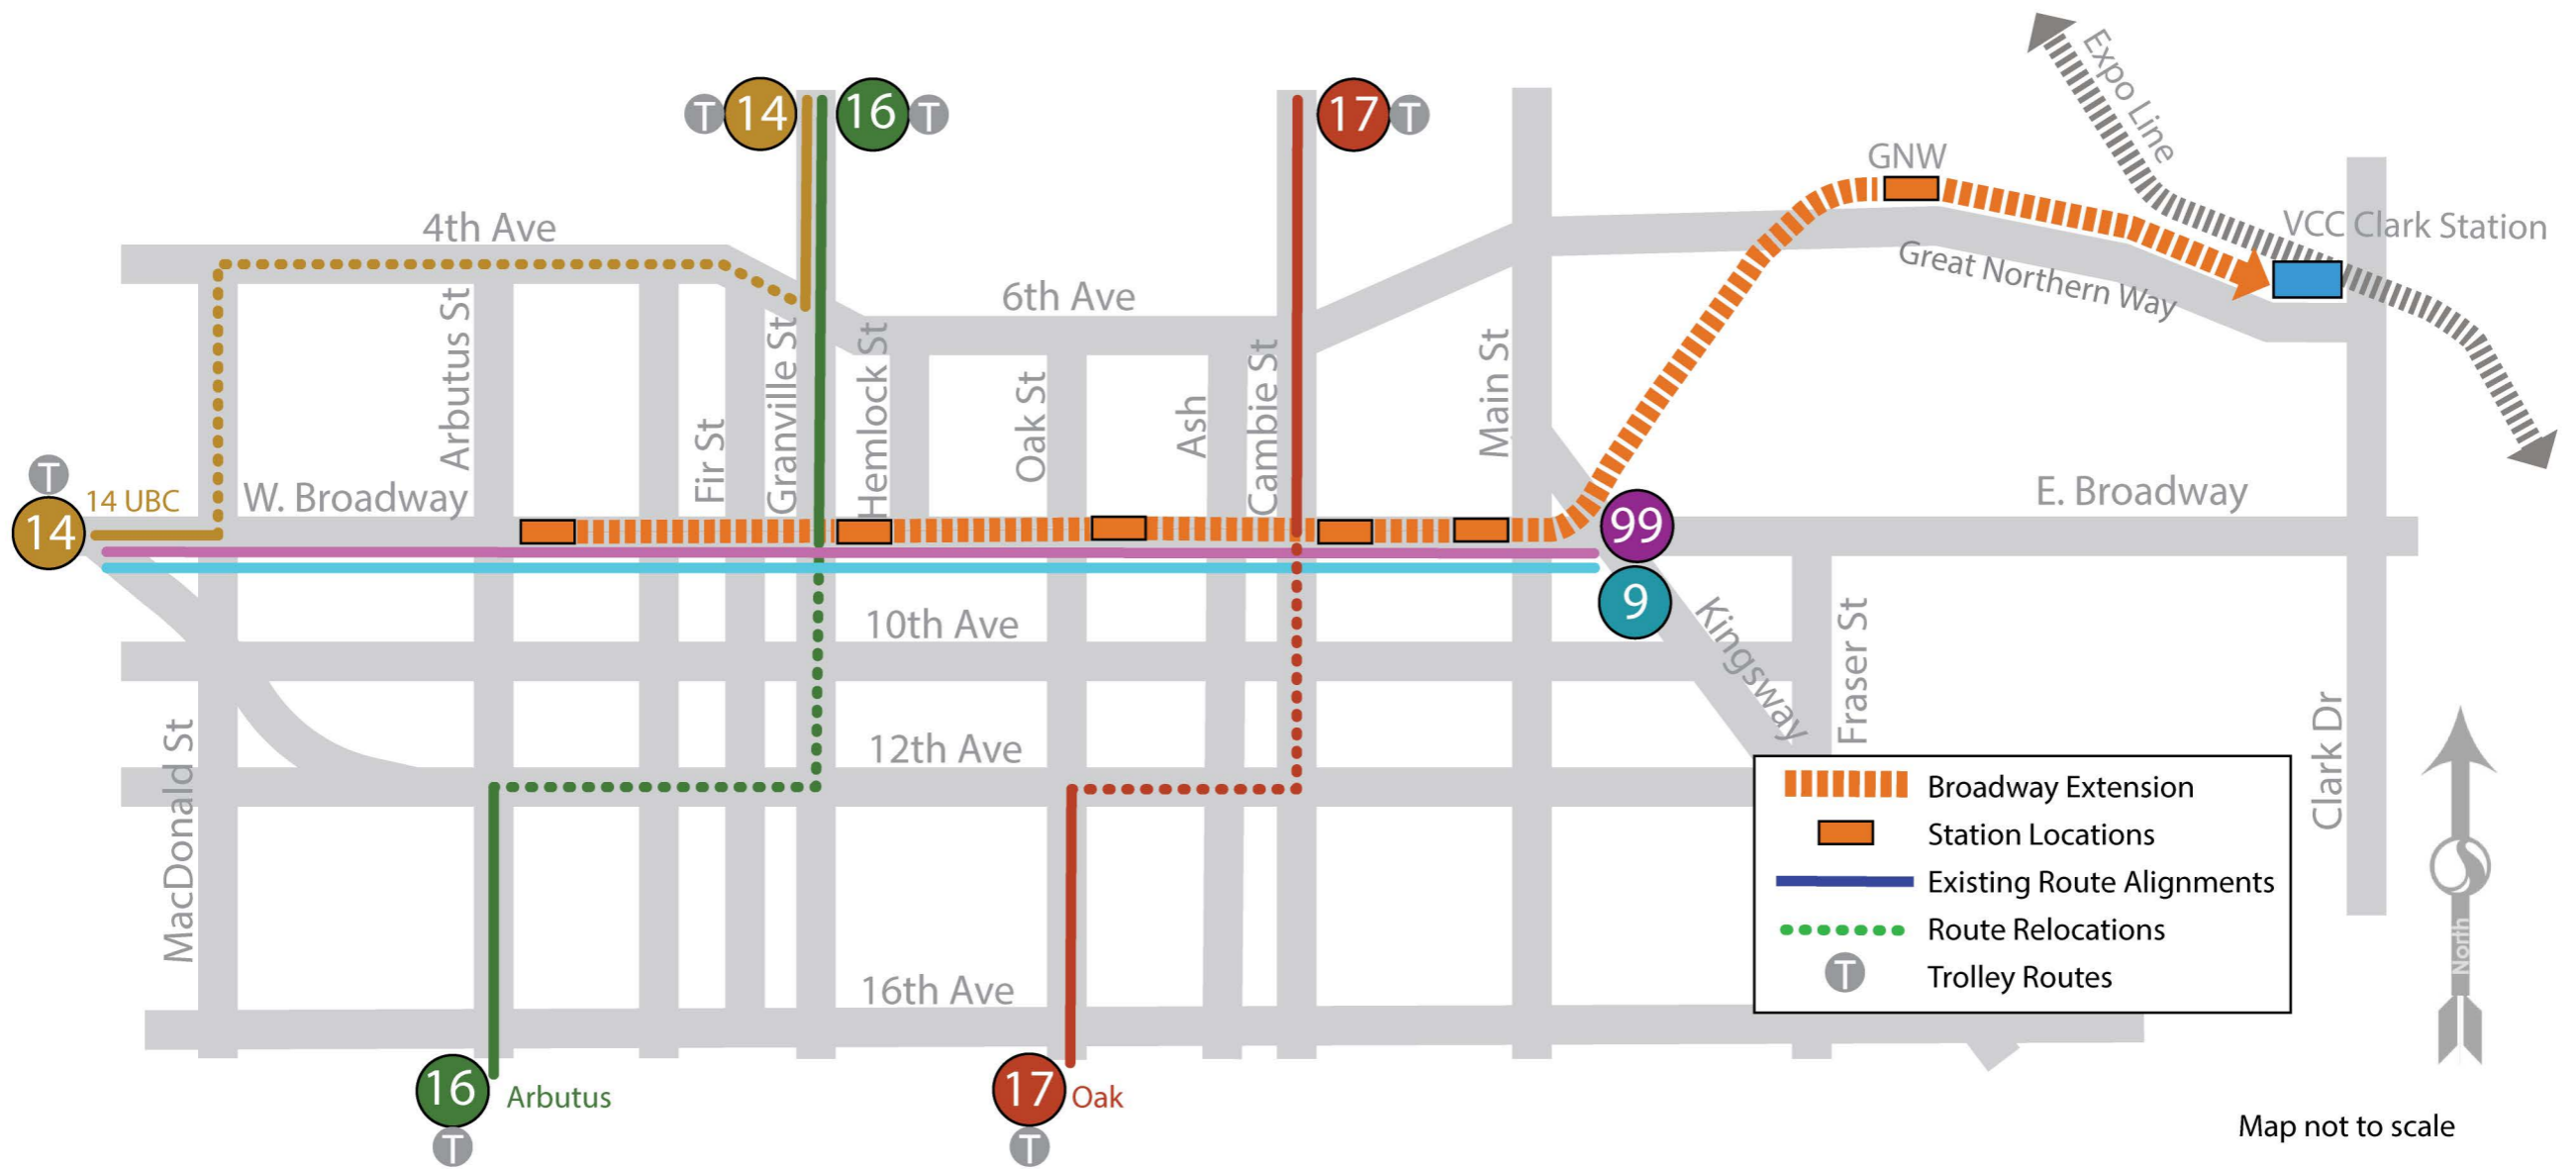 T 14 16 T
17 T
Expo Line
GNW
VCC Clark Station
4th Ave
6th Ave
Great Northern Way
Arbutus St
Fir St
Granville St
Hemlock St
Oak St
Ash
Cambie St
Main St
T
14 14 UBC
W. Broadway
E. Broadway
99
9
10th Ave
Kingsway
Fraser St
12th Ave
MacDonald St
Clark Dr
Broadway Extension
Station Locations
Existing Route Alignments
Route Relocations
T Trolley Routes
North
16th Ave
16 Arbutus
T
17 Oak
T
Map not to scale